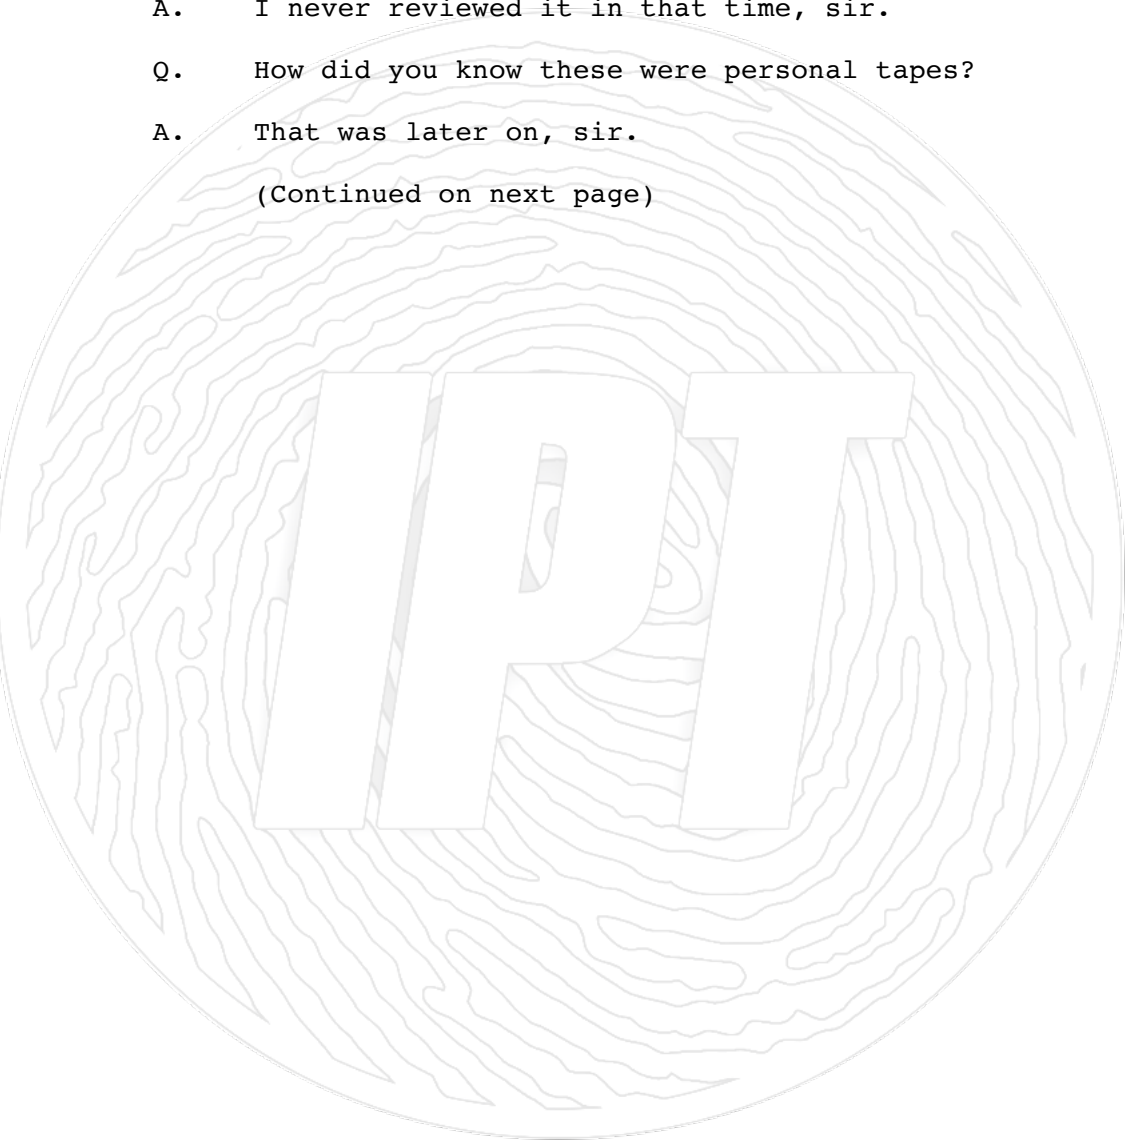 A. I never reviewed it in that time, sir.
Q. How did you know these were personal tapes?
A. That was later on, sir.
(Continued on next page)
IPT